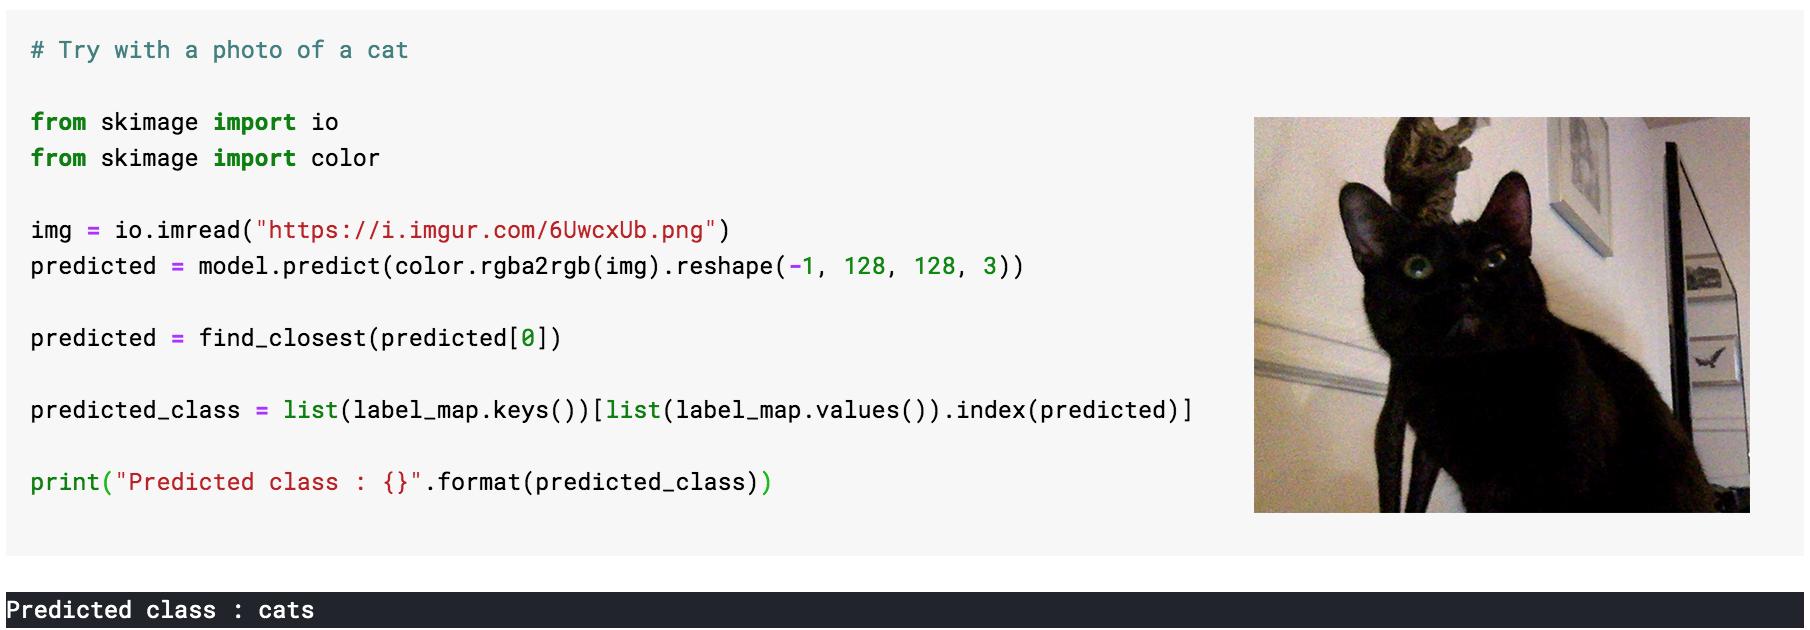 # Try with a photo of a cat
from skimage import io
from skimage import color
img = io.imread("https://i.imgur.com/6UwcxUb.png")
predicted = model.predict(color.rgba2rgb(img).reshape(-1, 128, 128, 3))
predicted = find_closest(predicted[0])
predicted_class = list(label_map.keys())[list(label_map.values()).index(predicted)]
print("Predicted class : {}".format(predicted_class))
Predicted class : cats